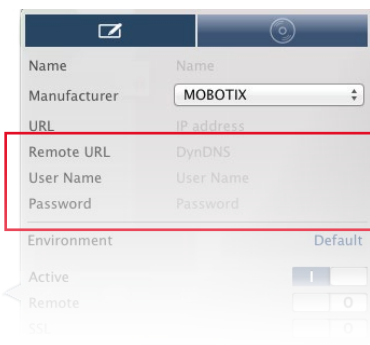 Name Name
Manufacturer MOBOTIX
URL IP address
Remote URL DynDNS
User Name User Name
Password Password
Environment Default
Active I
Remote O
SSL O